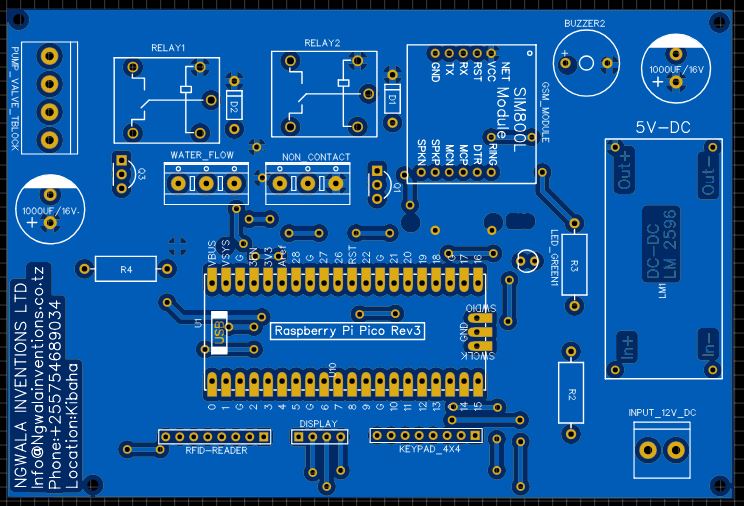 BUZZER2
RELAY1
RELAY2
PUMP_VALVE_TBLOCK
D2
D1
GND
TX
RX
RST
VCC
NET
SIM800L
Module
GSM_MODULE
SPKN
SPKP
MCN
MCP
DTR
RING
1000UF/16V
5V-DC
Out+
Out-
DC-DC
LM 2596
LM1
In+
In-
Q3
WATER_FLOW
NON_CONTACT
Q1
1000UF/16V
R4
LED_GREEN1
R3
VBUS
VSYS
G
3EN
3V3
ARef
28
G
27
26
RST
22
G
21
20
19
18
G
17
16
U1
USB
Raspberry Pi Pico Rev3
SWDIO
GND
SWCLK
U10
0
1
G
2
3
4
5
G
6
7
8
9
G
10
11
12
13
G
14
15
R2
INPUT_12V_DC
RFID-READER
DISPLAY
KEYPAD_4X4
NGWALA INVENTIONS LTD
Info@Ngwalainventions.co.tz
Phone:+255754689034
Location:Kibaha